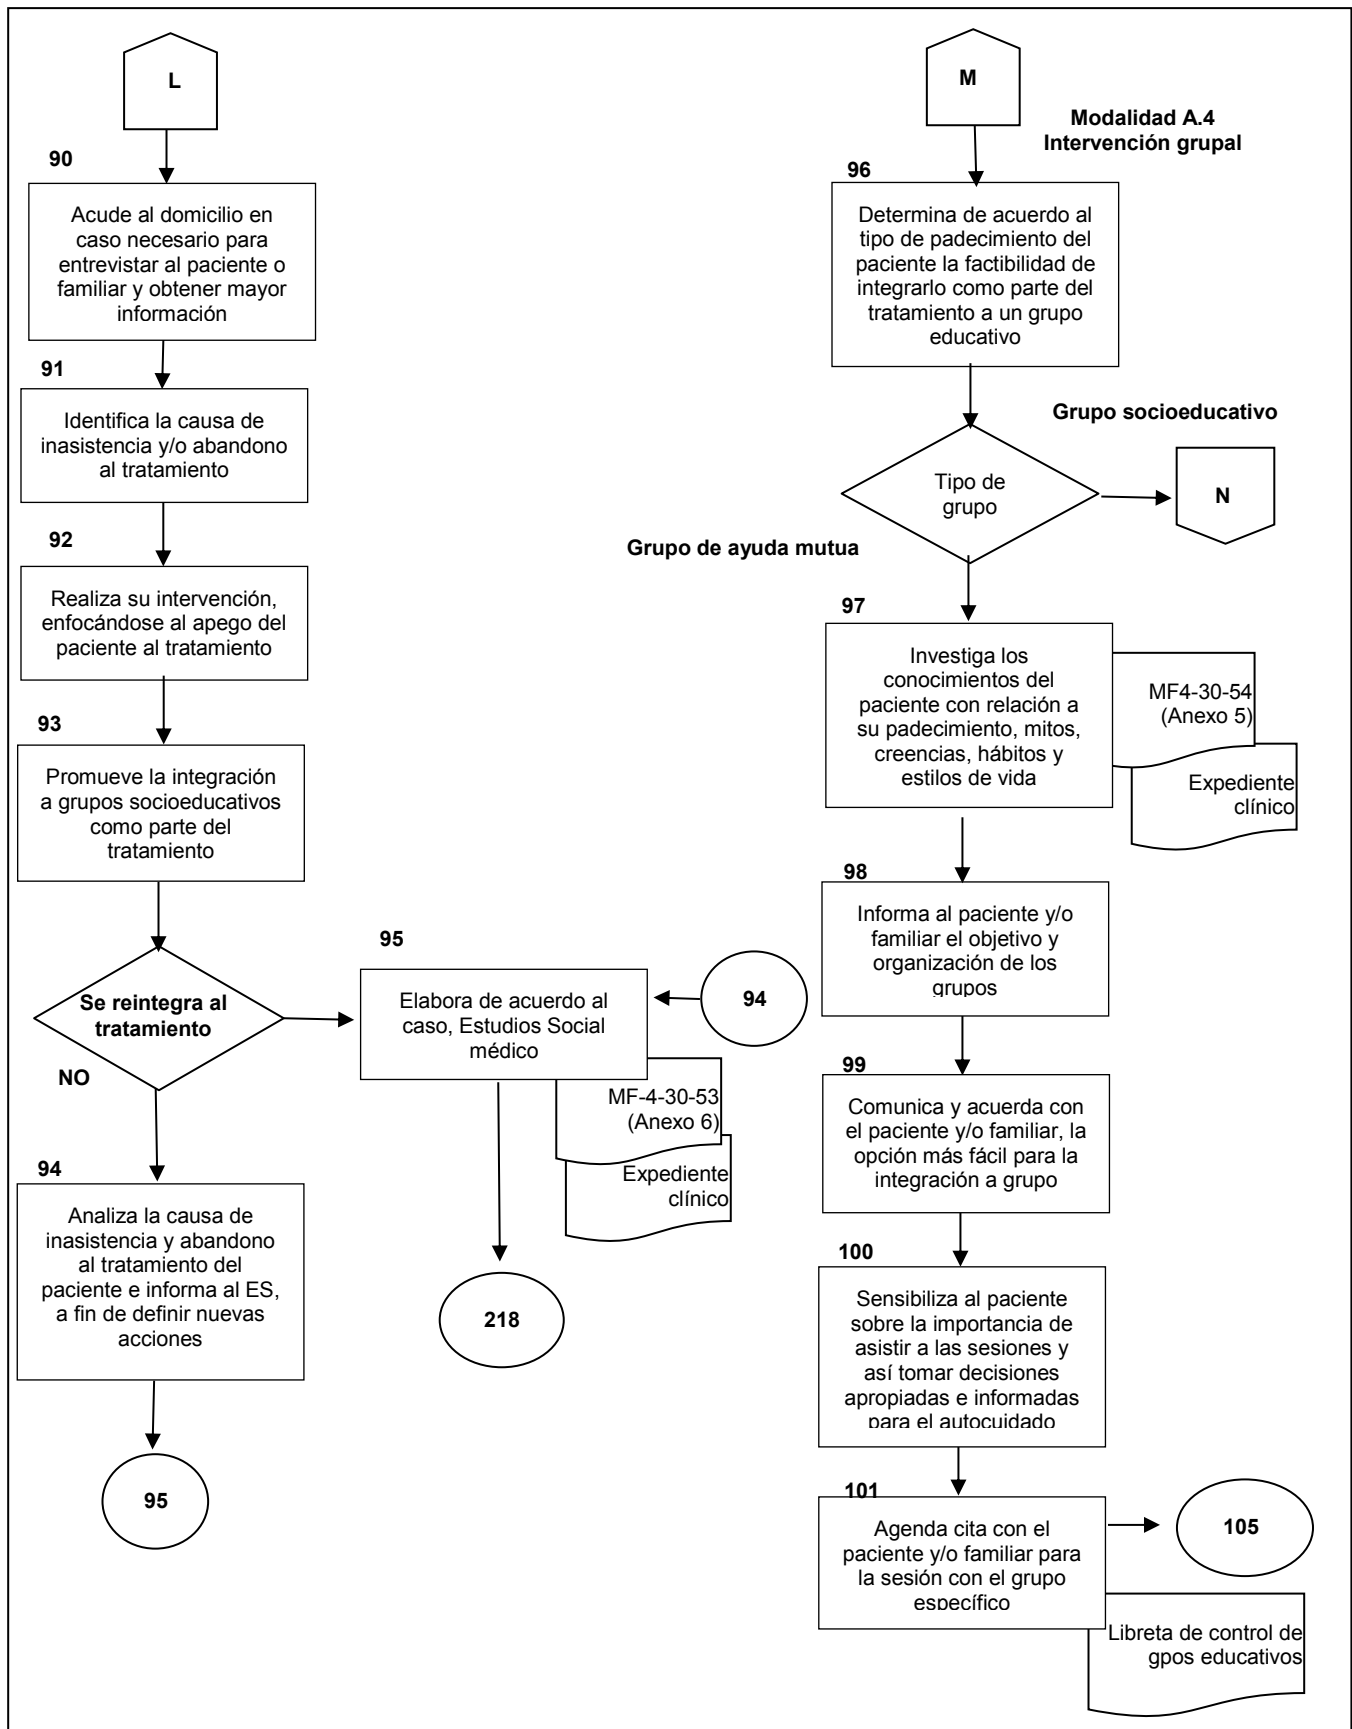 L
90
Acude al domicilio en
caso necesario para
entrevistar al paciente o
familiar y obtener mayor
información
91
Identifica la causa de
inasistencia y/o abandono
al tratamiento
92
Realiza su intervención,
enfocándose al apego del
paciente al tratamiento
93
Promueve la integración
a grupos socioeducativos
como parte del
tratamiento
Se reintegra al
tratamiento
NO
94
Analiza la causa de
inasistencia y abandono
al tratamiento del
paciente e informa al ES,
a fin de definir nuevas
acciones
95
95
Elabora de acuerdo al
caso, Estudios Social
médico
94
MF-4-30-53
(Anexo 6)
Expediente
clínico
218
M
Modalidad A.4
Intervención grupal
96
Determina de acuerdo al
tipo de padecimiento del
paciente la factibilidad de
integrarlo como parte del
tratamiento a un grupo
educativo
Grupo socioeducativo
Tipo de
grupo
N
Grupo de ayuda mutua
97
Investiga los
conocimientos del
paciente con relación a
su padecimiento, mitos,
creencias, hábitos y
estilos de vida
MF4-30-54
(Anexo 5)
Expediente
clínico
98
Informa al paciente y/o
familiar el objetivo y
organización de los
grupos
99
Comunica y acuerda con
el paciente y/o familiar, la
opción más fácil para la
integración a grupo
100
Sensibiliza al paciente
sobre la importancia de
asistir a las sesiones y
así tomar decisiones
apropiadas e informadas
para el autocuidado
101
Agenda cita con el
paciente y/o familiar para
la sesión con el grupo
específico
105
Libreta de control de
gpos educativos